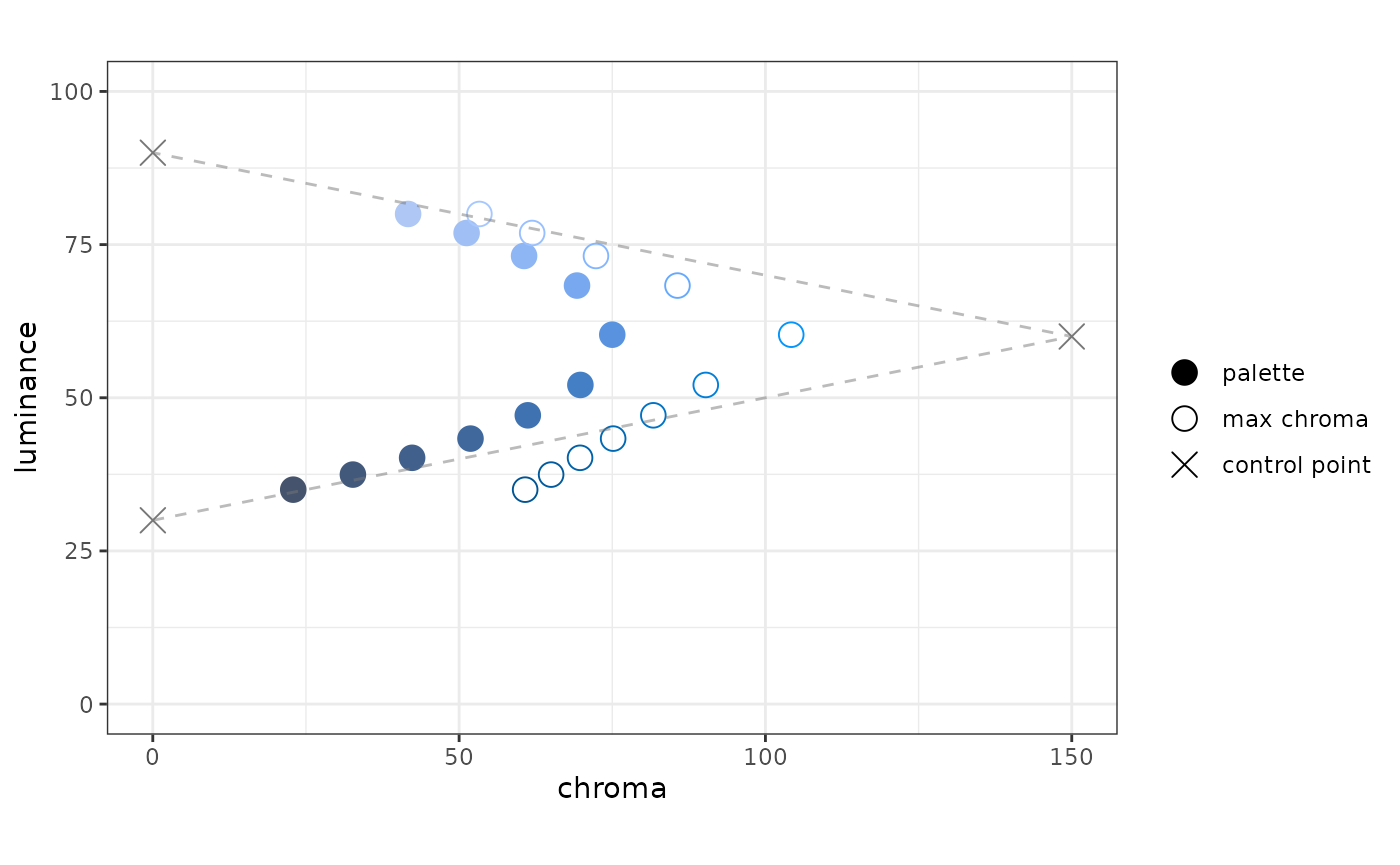 100
75
50
25
0
luminance
0 50 100 150
chroma
palette
max chroma
control point